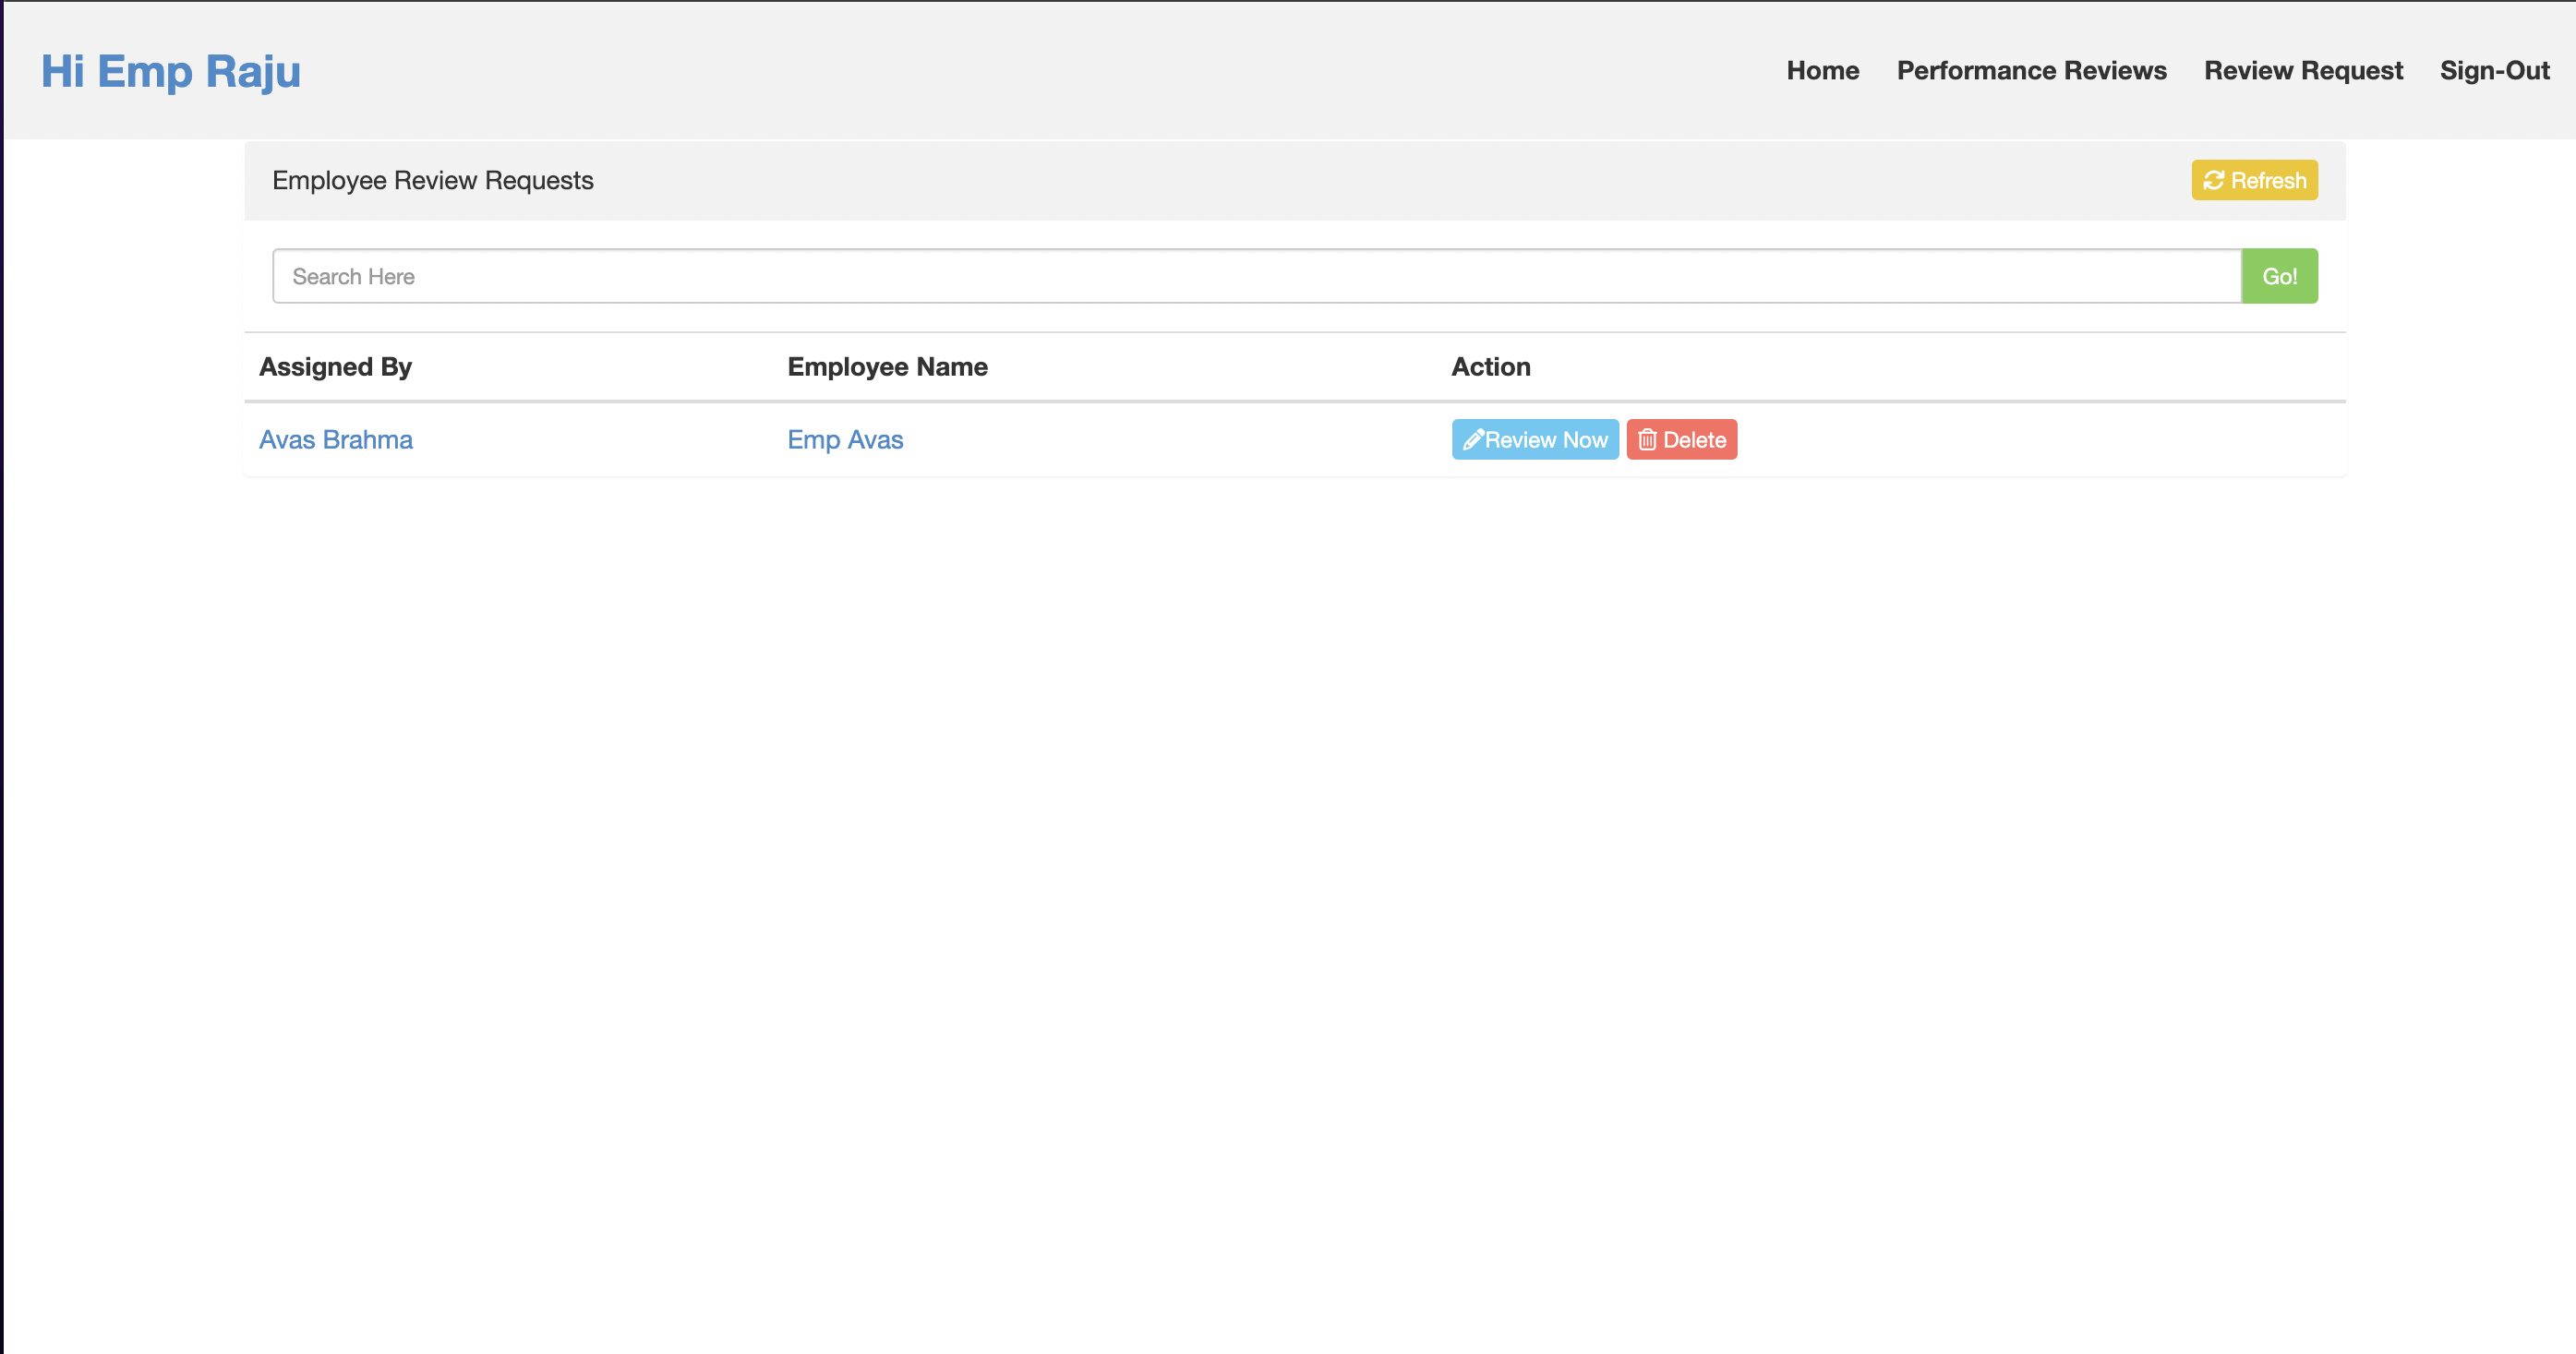 Hi Emp Raju
Home Performance Reviews Review Request Sign-Out
Employee Review Requests
Refresh
Search Here
Go!
Assigned By Employee Name Action
Avas Brahma Emp Avas Review Now Delete